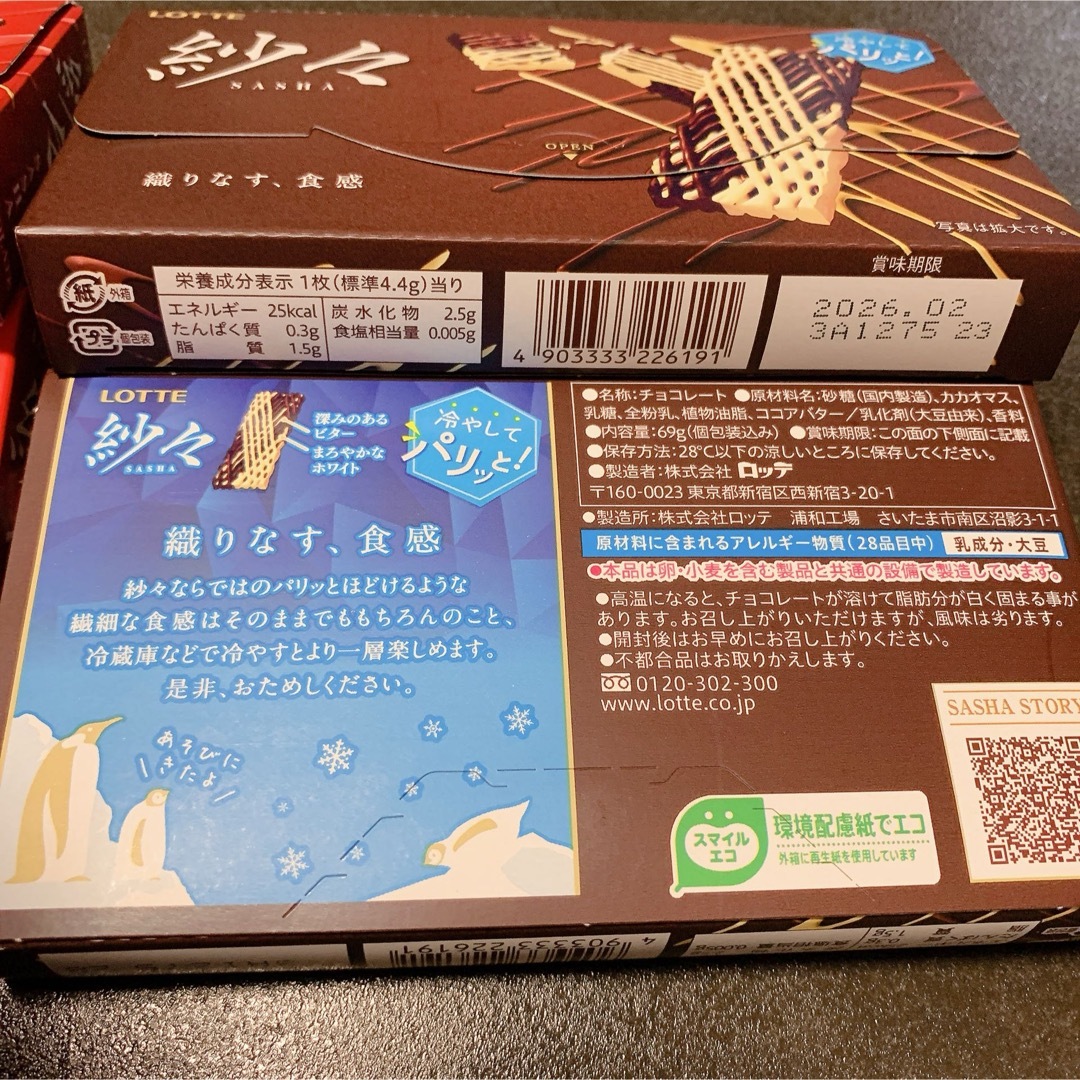 LOTTE
紗々
SASHA
冷やして
パリッと!
OPEN
織りなす、食感
写真は拡大です。
賞味期限
紙 外箱
プラ 個包装
栄養成分表示 1枚(標準4.4g)当り
エネルギー 25kcal 炭水化物 2.5g
たんぱく質 0.3g 食塩相当量 0.005g
脂質 1.5g
4 903333 226191
2026.02
3A1275 23
LOTTE
紗々
SASHA
深みのある
ビター
まろやかな
ホワイト
冷やして
パリッと!
織りなす、食感
紗々ならではのパリッとほどけるような
繊細な食感はそのままでももちろんのこと、
冷蔵庫などで冷やすとより一層楽しめます。
是非、おためしください。
あそびに
きたよ
●名称:チョコレート ●原材料名:砂糖(国内製造)、カカオマス、
乳糖、全粉乳、植物油脂、ココアバター/乳化剤(大豆由来)、香料
●内容量:69g(個包装込み) ●賞味期限:この面の下側面に記載
●保存方法:28℃以下の涼しいところに保存してください。
●製造者:株式会社 ロッテ
〒160-0023 東京都新宿区西新宿3-20-1
●製造所:株式会社ロッテ 浦和工場 さいたま市南区沼影3-1-1
原材料に含まれるアレルギー物質(28品目中) 乳成分・大豆
●本品は卵・小麦を含む製品と共通の設備で製造しています。
●高温になると、チョコレートが溶けて脂肪分が白く固まる事が
あります。お召し上がりいただけますが、風味は劣ります。
●開封後はお早めにお召し上がりください。
●不都合品はお取りかえします。
0120-302-300
www.lotte.co.jp
SASHA STORY
スマイル
エコ
環境配慮紙でエコ
外箱に再生紙を使用しています
4 903333 226191
食塩相当量 0.005g
0.3g
1.5g